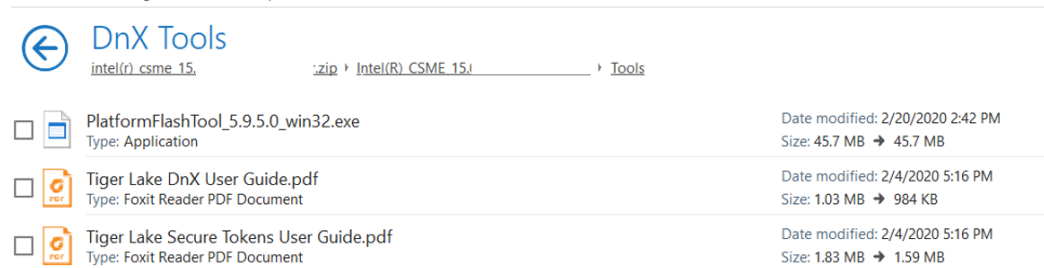 DnX Tools
intel(r) csme 15. .zip Intel(R) CSME 15. Tools
PlatformFlashTool_5.9.5.0_win32.exe
Date modified: 2/20/2020 2:42 PM
Type: Application
Size: 45.7 MB → 45.7 MB
Tiger Lake DnX User Guide.pdf
Date modified: 2/4/2020 5:16 PM
PDF
Type: Foxit Reader PDF Document
Size: 1.03 MB → 984 KB
Tiger Lake Secure Tokens User Guide.pdf
Date modified: 2/4/2020 5:16 PM
PDF
Type: Foxit Reader PDF Document
Size: 1.83 MB → 1.59 MB